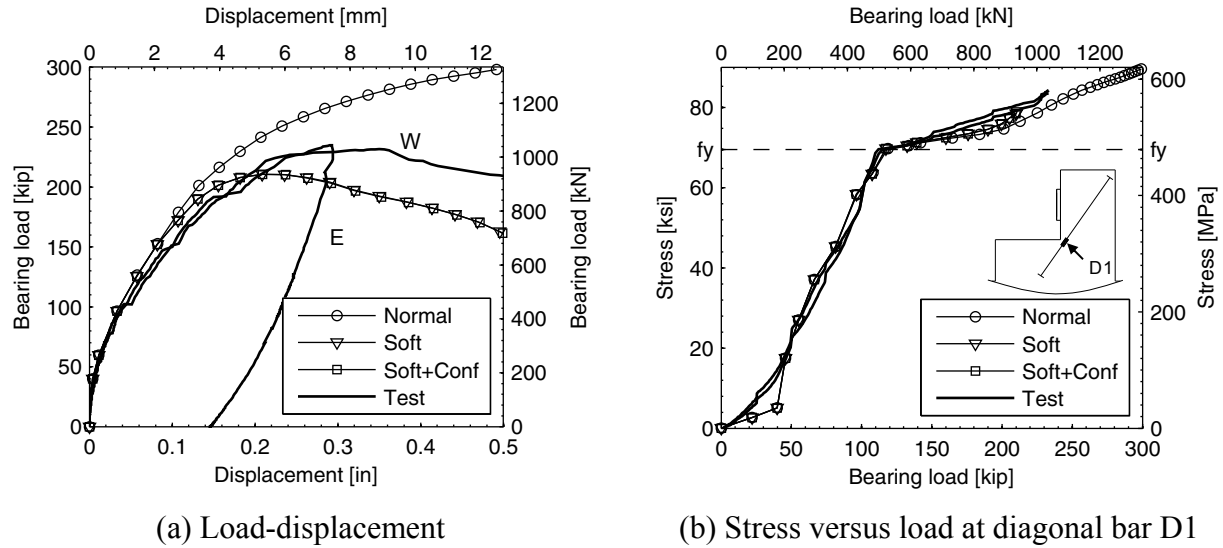 Displacement [mm]
0 2 4 6 8 10 12
300
250
200
150
100
50
0
Bearing load [kip]
1200
1000
800
600
400
200
0
Bearing load [kN]
W
E
Normal
Soft
Soft+Conf
Test
0 0.1 0.2 0.3 0.4 0.5
Displacement [in]
(a) Load-displacement
Bearing load [kN]
0 200 400 600 800 1000 1200
80
fy
60
40
20
0
Stress [ksi]
600
fy
400
200
0
Stress [MPa]
D1
Normal
Soft
Soft+Conf
Test
0 50 100 150 200 250 300
Bearing load [kip]
(b) Stress versus load at diagonal bar D1